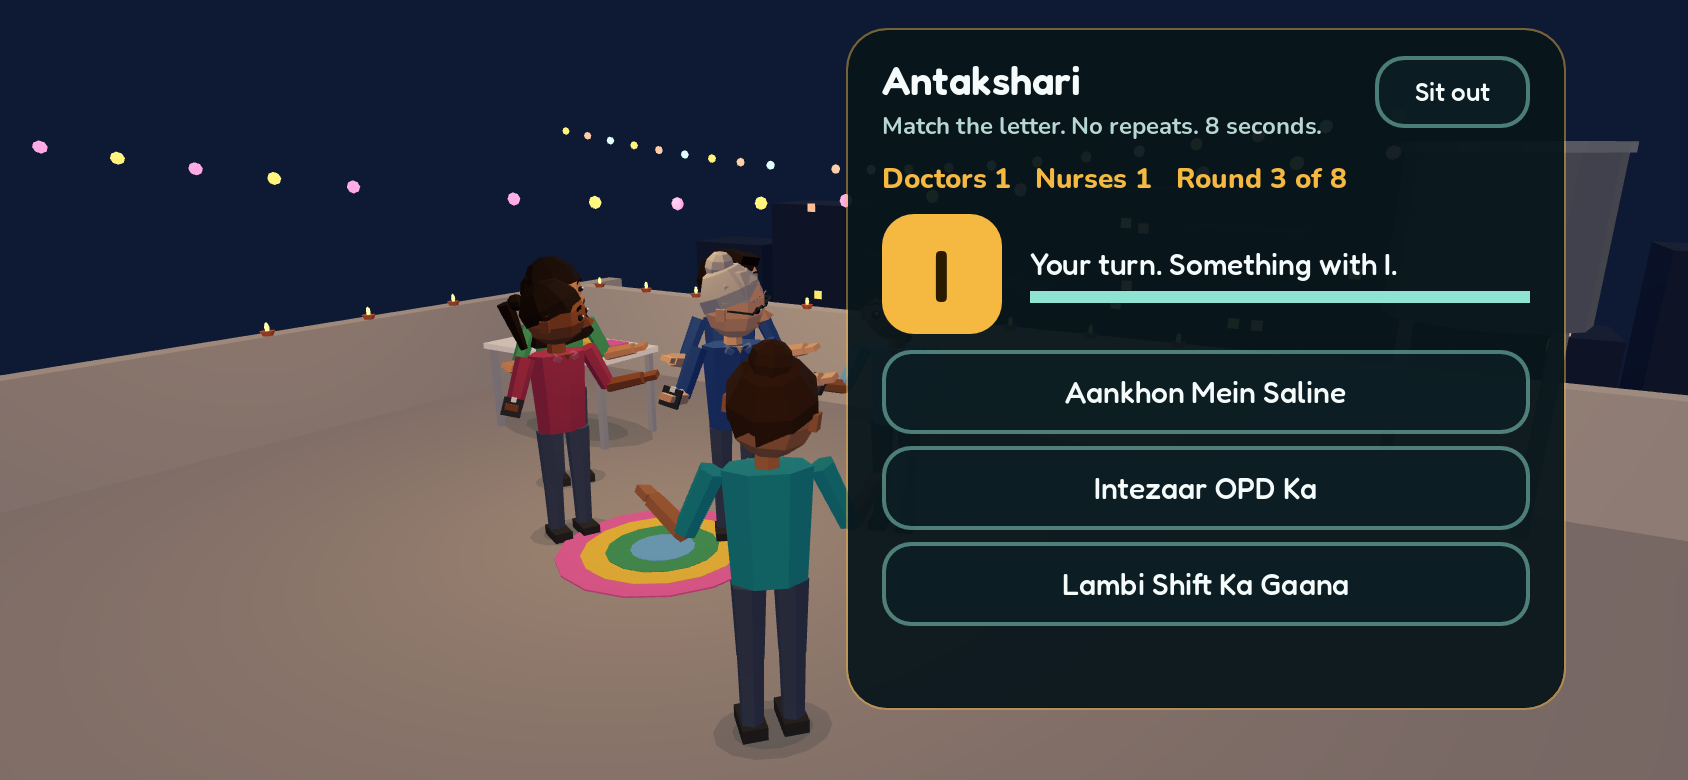 Antakshari
Sit out
Match the letter. No repeats. 8 seconds.
Doctors 1 Nurses 1 Round 3 of 8
I
Your turn. Something with I.
Aankhon Mein Saline
Intezaar OPD Ka
Lambi Shift Ka Gaana